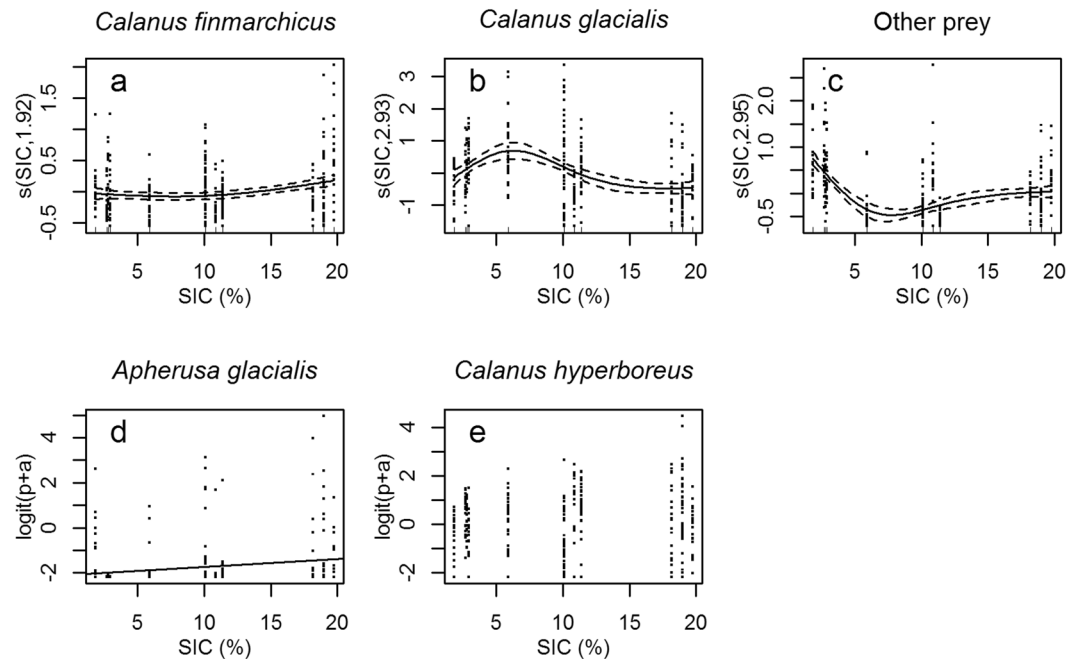 Calanus finmarchicus
Calanus glacialis
Other prey
a
b
c
s(SIC,1.92)
-0.5 0.5 1.5
s(SIC,2.93)
-1 1 3
s(SIC,2.95)
-0.5 1.0 2.0
5 10 15 20
5 10 15 20
5 10 15 20
SIC (%)
SIC (%)
SIC (%)
Apherusa glacialis
Calanus hyperboreus
d
e
logit(p+a)
-2 0 2 4
logit(p+a)
-2 0 2 4
5 10 15 20
5 10 15 20
SIC (%)
SIC (%)